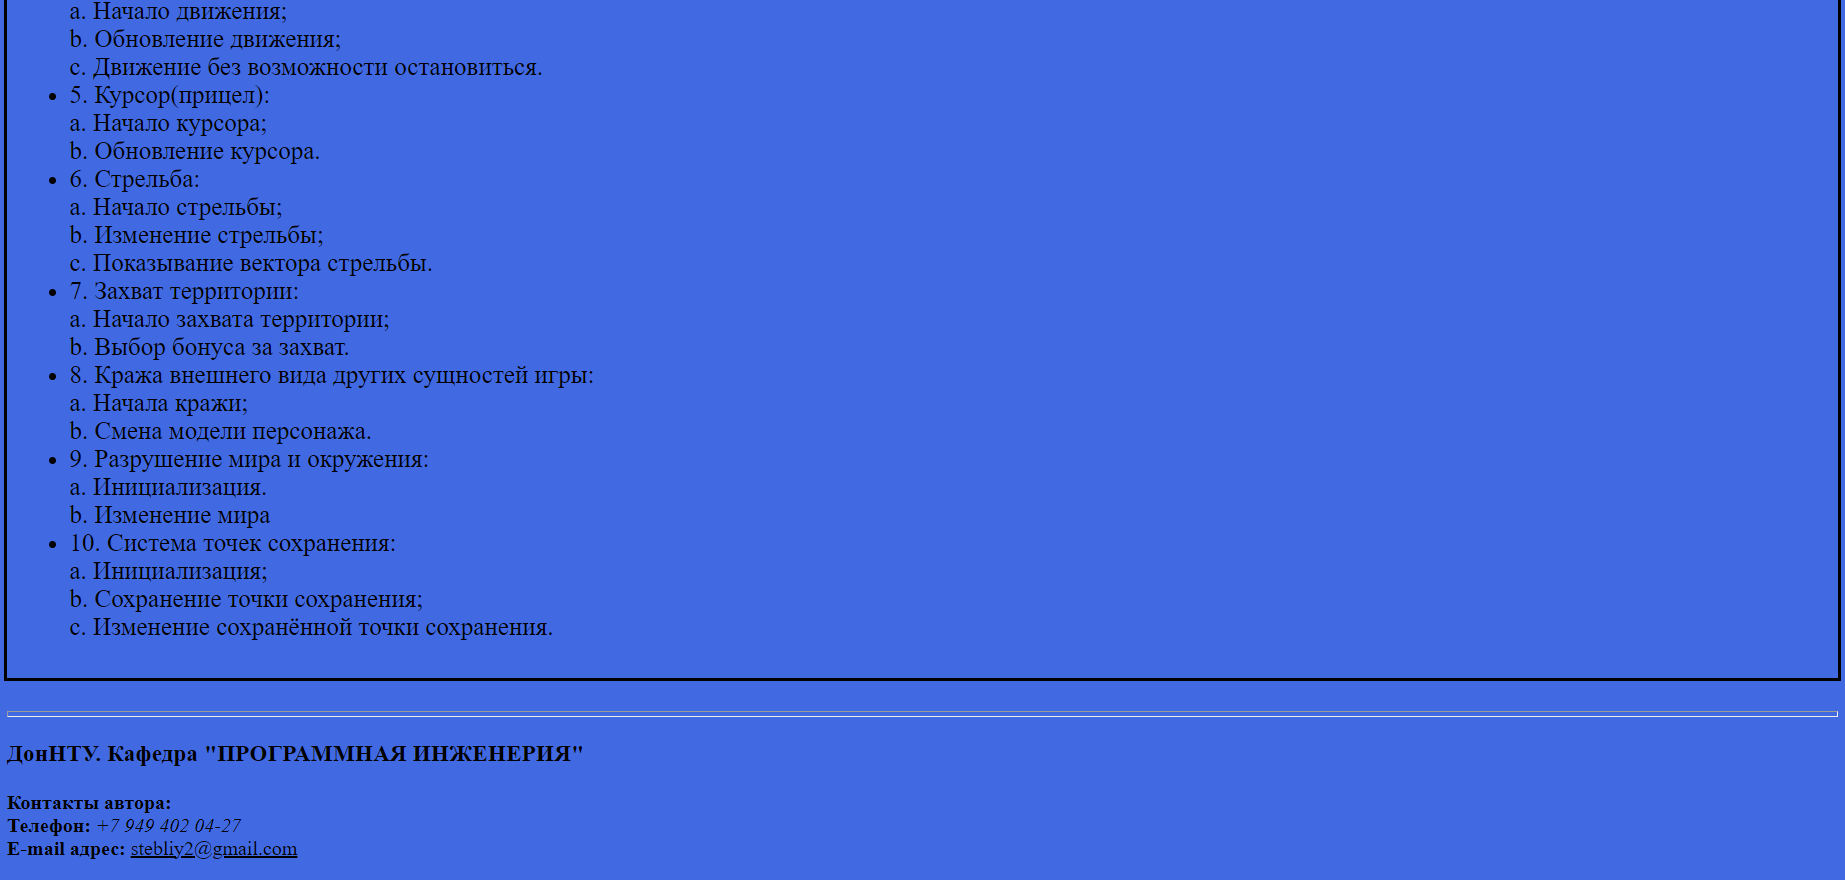 a. Начало движения;
b. Обновление движения;
c. Движение без возможности остановиться.
• 5. Курсор(прицел):
a. Начало курсора;
b. Обновление курсора.
• 6. Стрельба:
a. Начало стрельбы;
b. Изменение стрельбы;
c. Показывание вектора стрельбы.
• 7. Захват территории:
a. Начало захвата территории;
b. Выбор бонуса за захват.
• 8. Кража внешнего вида других сущностей игры:
a. Начала кражи;
b. Смена модели персонажа.
• 9. Разрушение мира и окружения:
a. Инициализация.
b. Изменение мира
• 10. Система точек сохранения:
a. Инициализация;
b. Сохранение точки сохранения;
c. Изменение сохранённой точки сохранения.
ДонНТУ. Кафедра "ПРОГРАММНАЯ ИНЖЕНЕРИЯ"
Контакты автора:
Телефон: +7 949 402 04-27
E-mail адрес: stebliy2@gmail.com